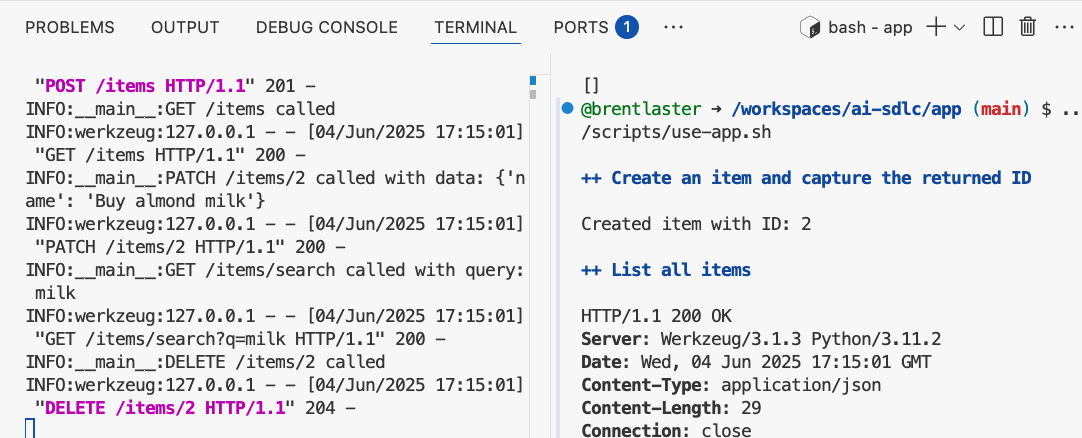 PROBLEMS OUTPUT DEBUG CONSOLE TERMINAL PORTS 1 ··· bash - app ···
"POST /items HTTP/1.1" 201 -
INFO:__main__:GET /items called
INFO:werkzeug:127.0.0.1 - - [04/Jun/2025 17:15:01]
"GET /items HTTP/1.1" 200 -
INFO:__main__:PATCH /items/2 called with data: {'n
ame': 'Buy almond milk'}
INFO:werkzeug:127.0.0.1 - - [04/Jun/2025 17:15:01]
"PATCH /items/2 HTTP/1.1" 200 -
INFO:__main__:GET /items/search called with query:
milk
INFO:werkzeug:127.0.0.1 - - [04/Jun/2025 17:15:01]
"GET /items/search?q=milk HTTP/1.1" 200 -
INFO:__main__:DELETE /items/2 called
INFO:werkzeug:127.0.0.1 - - [04/Jun/2025 17:15:01]
"DELETE /items/2 HTTP/1.1" 204 -
[]
@brentlaster → /workspaces/ai-sdlc/app (main) $ ..
/scripts/use-app.sh
++ Create an item and capture the returned ID
Created item with ID: 2
++ List all items
HTTP/1.1 200 OK
Server: Werkzeug/3.1.3 Python/3.11.2
Date: Wed, 04 Jun 2025 17:15:01 GMT
Content-Type: application/json
Content-Length: 29
Connection: close